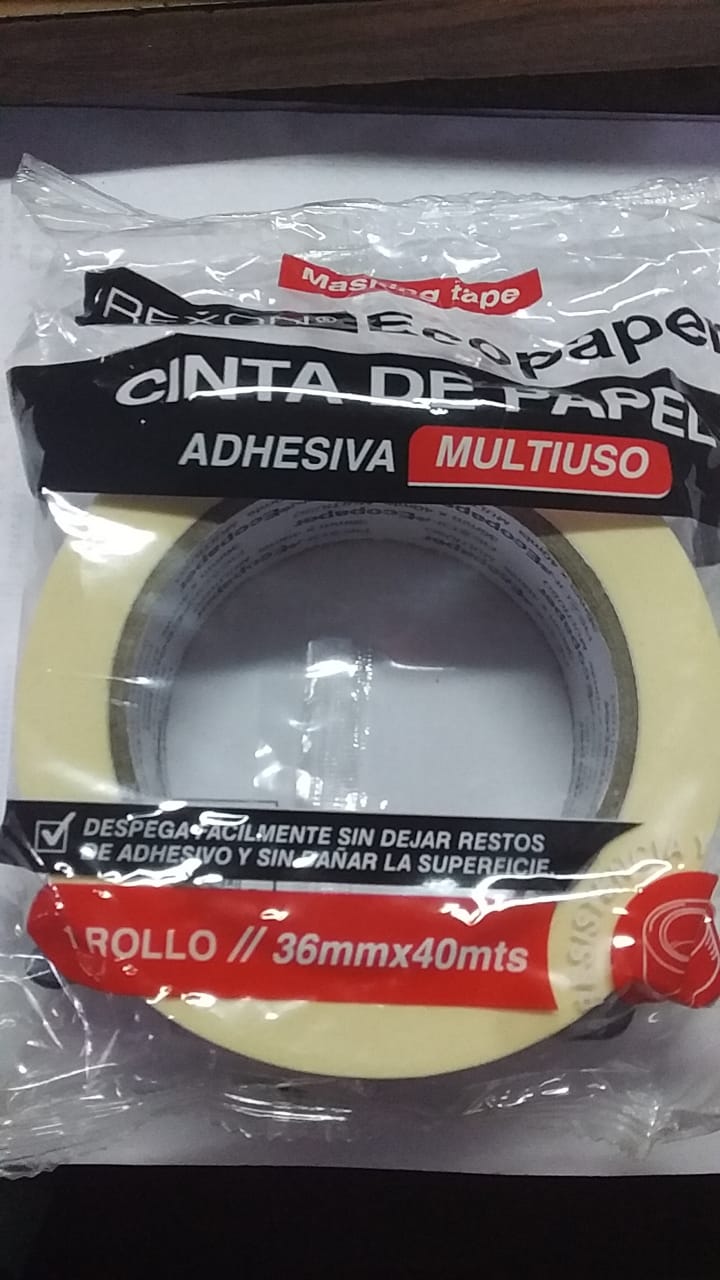 Masking tape
REXON® Ecopaper
CINTA DE PAPEL
ADHESIVA MULTIUSO
DESPEGA FACILMENTE SIN DEJAR RESTOS
DE ADHESIVO Y SIN DAÑAR LA SUPERFICIE.
1 ROLLO // 36mmx40mts
RESISTENCIA